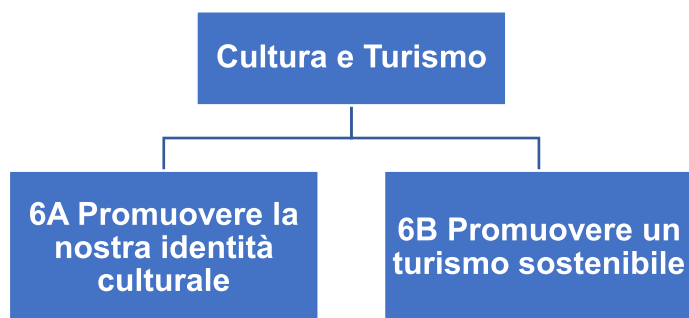 Cultura e Turismo
6A Promuovere la
nostra identità
culturale
6B Promuovere un
turismo sostenibile